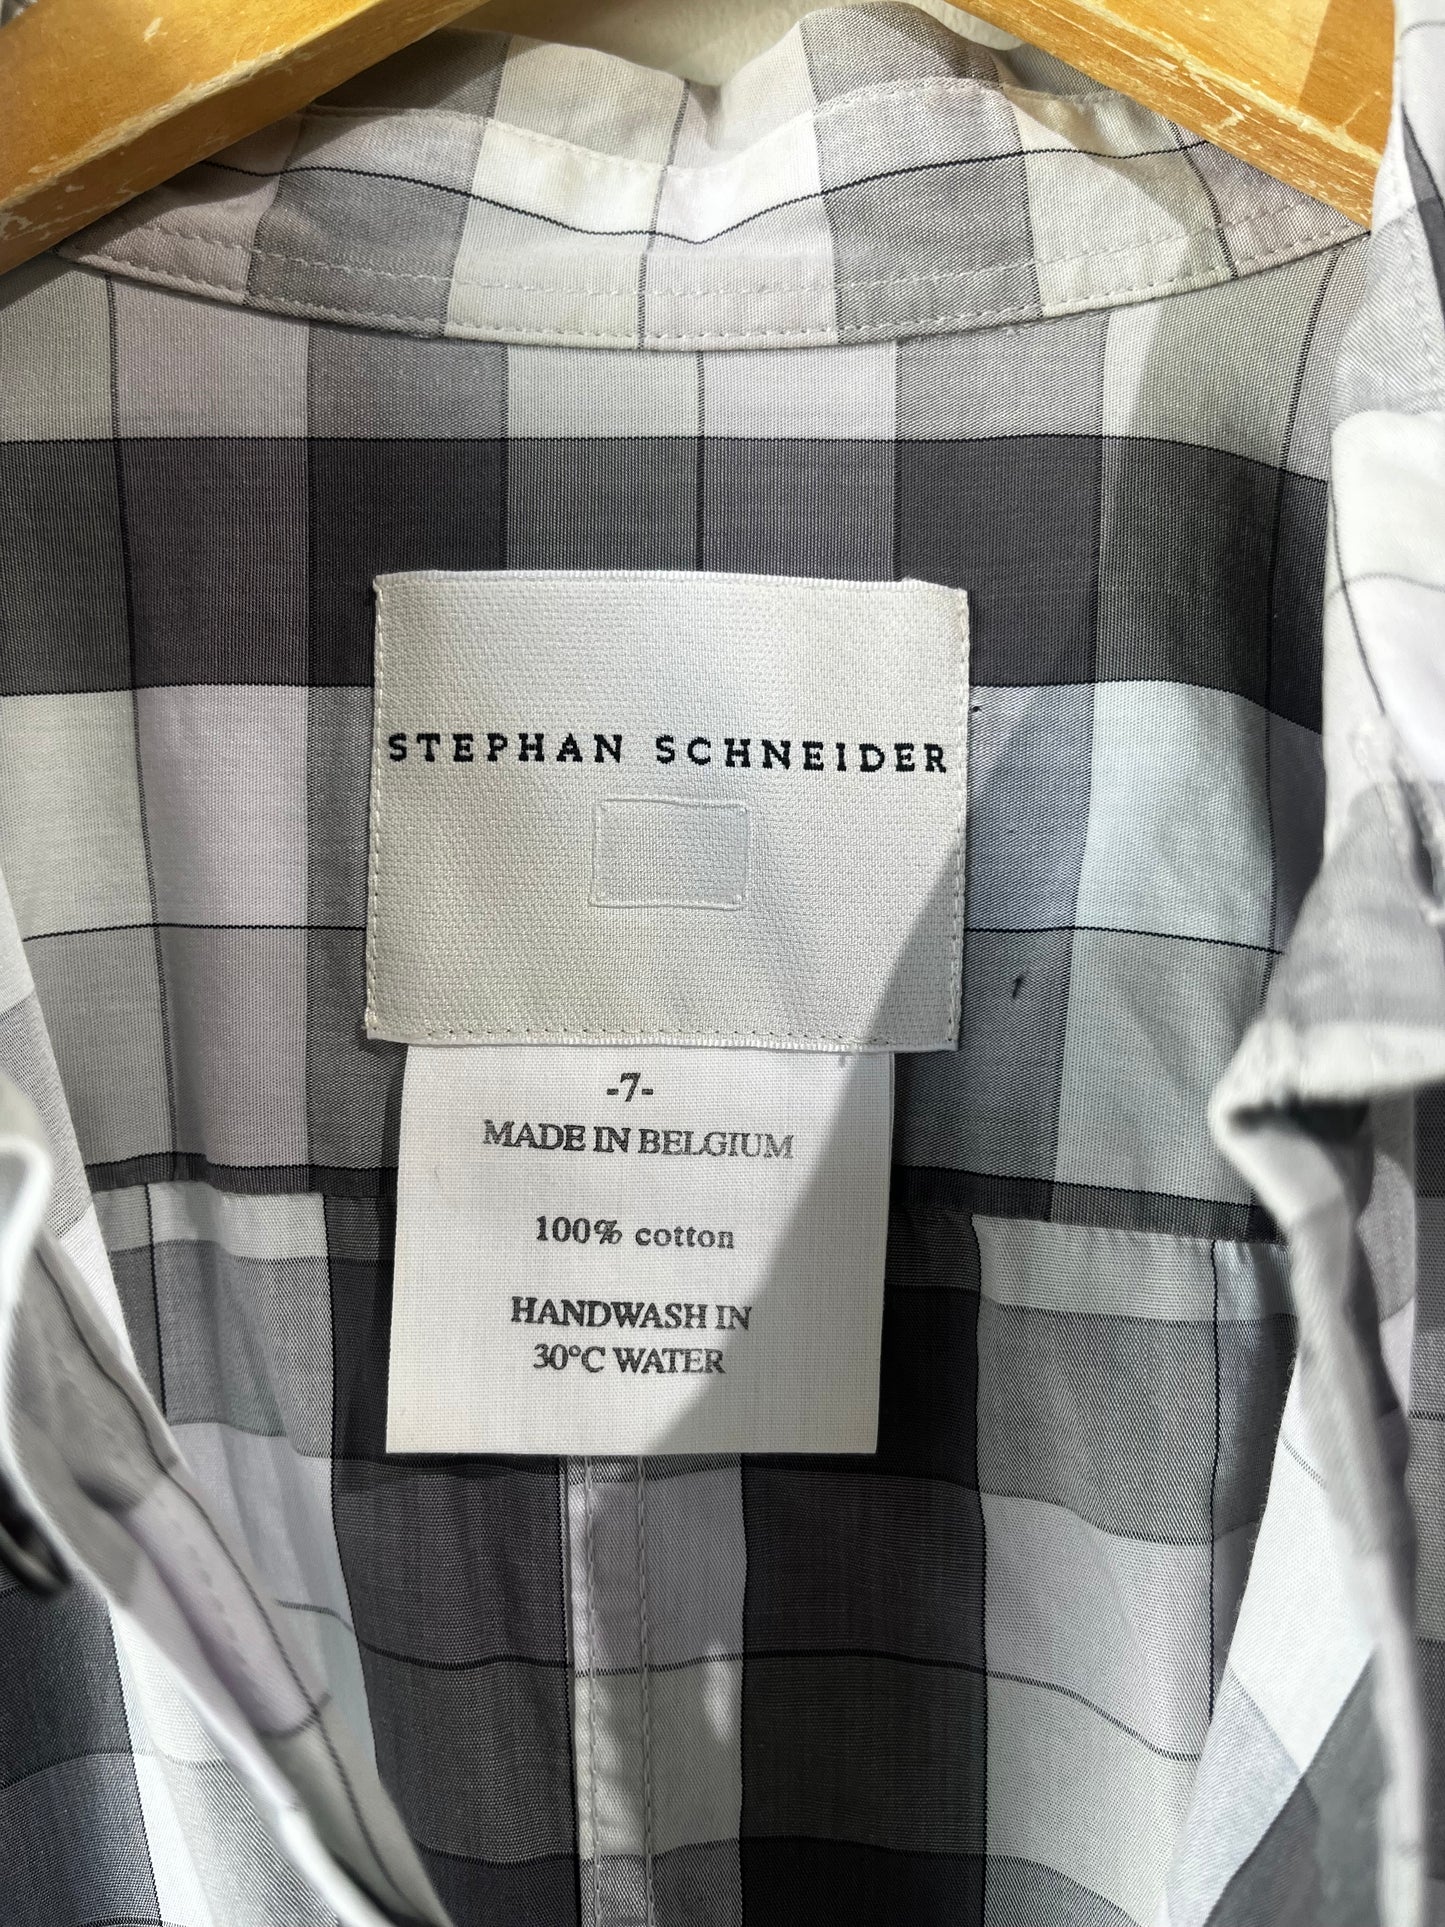 STEPHAN SCHNEIDER
-7-
MADE IN BELGIUM
100% cotton
HANDWASH IN
30°C WATER